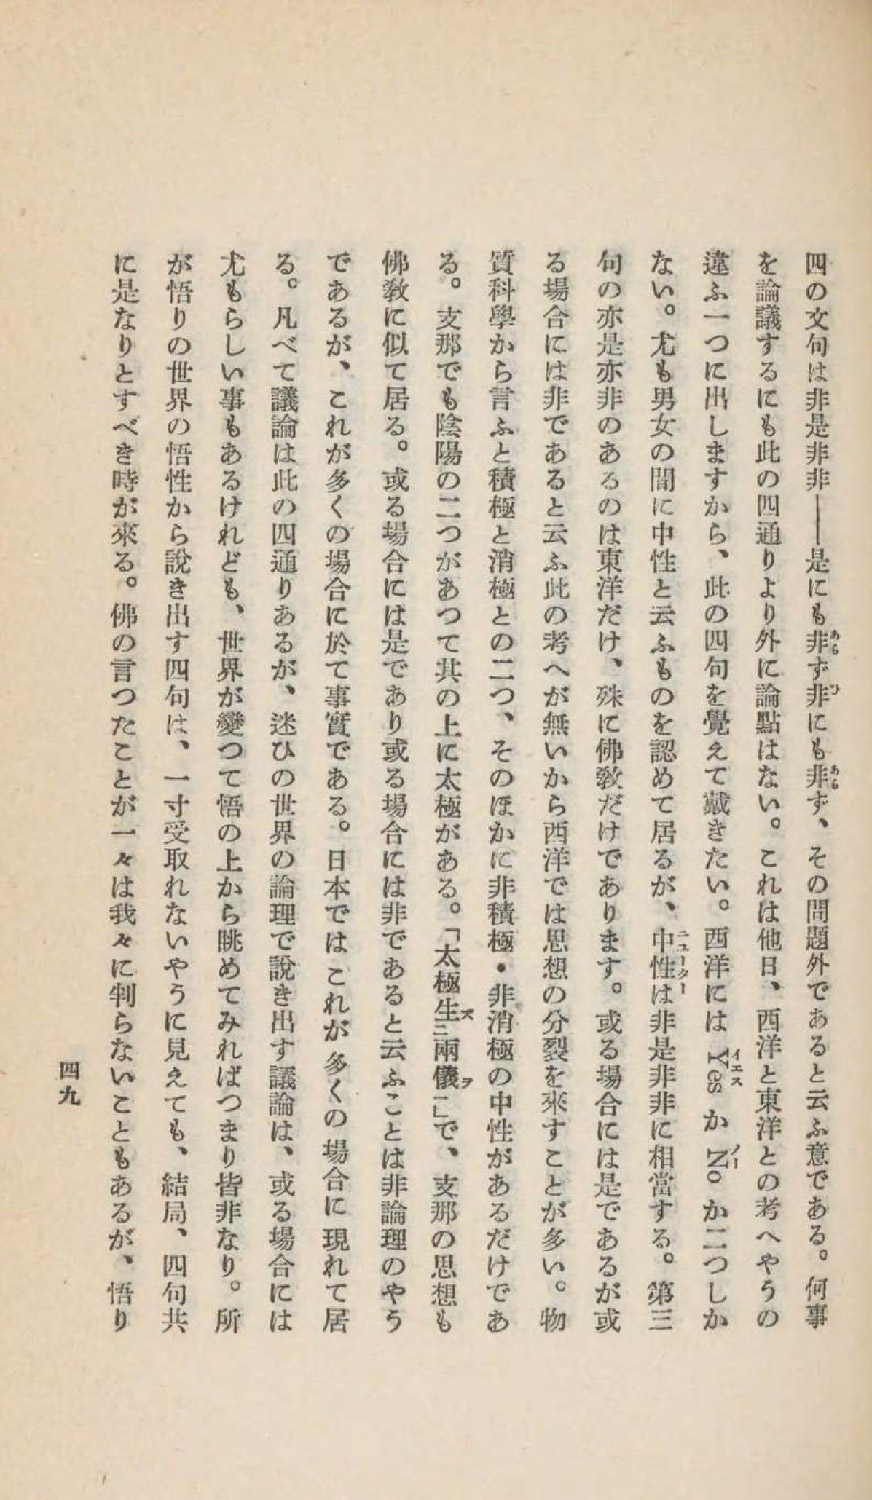 四の文句は非是非非――是にも非ず非にも非ず、その問題外であると云ふ意である。何事
を論議するにも此の四通りより外に論點はない。これは他日、西洋と東洋との考へやうの
違ふ一つに出しますから、此の四句を覺えて戴きたい。西洋には Yes か No か二つしか
ない。尤も男女の間に中性と云ふものを認めて居るが、中性は非是非非に相當する。第三
句の亦是亦非のあるのは東洋だけ、殊に佛敎だけであります。或る場合には是であるが或
る場合には非であると云ふ此の考へが無いから西洋では思想の分裂を來すことが多い。物
質科學から言ふと積極と消極との二つ、そのほかに非積極・非消極の中性があるだけであ
る。支那でも陰陽の二つがあつて其の上に太極がある。「太極生ズ二兩儀ヲ一」で、支那の思想も
佛敎に似て居る。或る場合には是であり或る場合には非であると云ふことは非論理のやう
であるが、これが多くの場合に於て事實である。日本ではこれが多くの場合に現れて居
る。凡べて議論は此の四通りあるが、迷ひの世界の論理で說き出す議論は、或る場合には
尤もらしい事もあるけれども、世界が變つて悟の上から眺めてみればつまり皆非なり。所
が悟りの世界の悟性から說き出す四句は、一寸受取れないやうに見えても、結局、四句共
に是なりとすべき時が來る。佛の言つたことが一々は我々に判らないこともあるが、悟り
四九